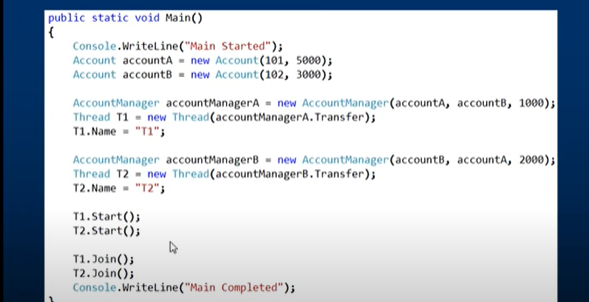 public static void Main()
{
Console.WriteLine("Main Started");
Account accountA = new Account(101, 5000);
Account accountB = new Account(102, 3000);
AccountManager accountManagerA = new AccountManager(accountA, accountB, 1000);
Thread T1 = new Thread(accountManagerA.Transfer);
T1.Name = "T1";
AccountManager accountManagerB = new AccountManager(accountB, accountA, 2000);
Thread T2 = new Thread(accountManagerB.Transfer);
T2.Name = "T2";
T1.Start();
T2.Start();
T1.Join();
T2.Join();
Console.WriteLine("Main Completed");
}